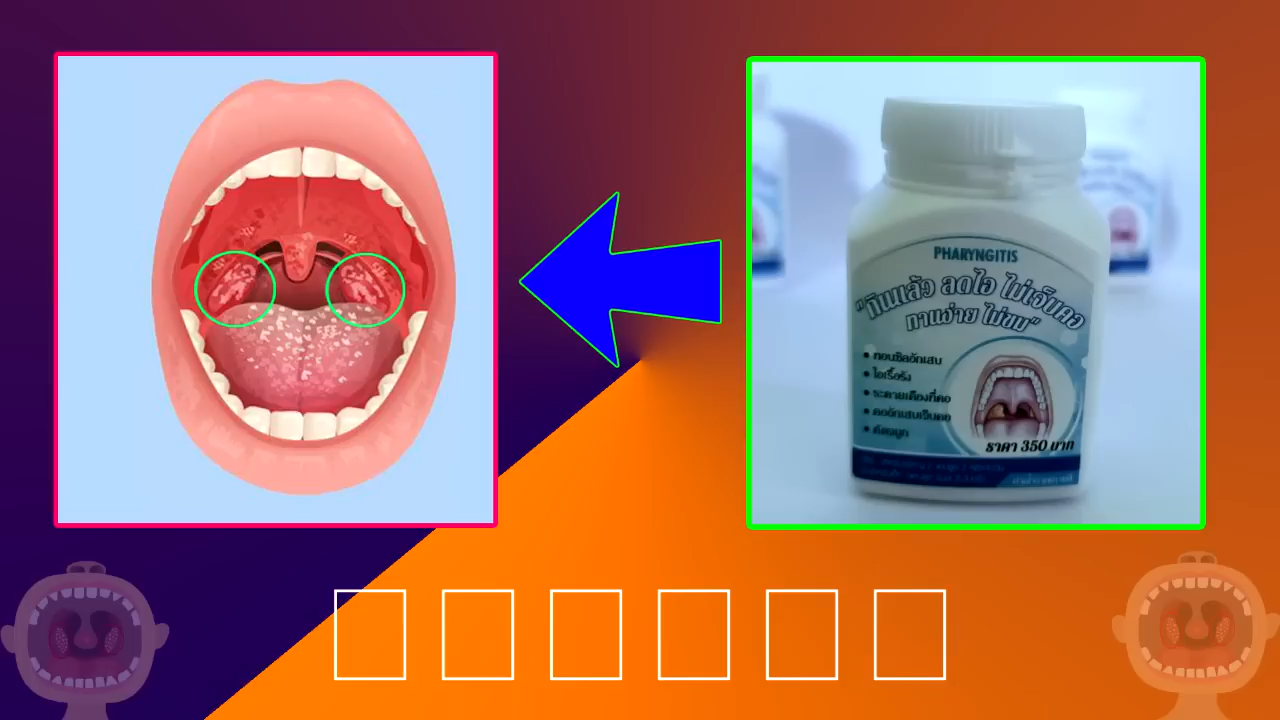 PHARYNGITIS
"กินแล้ว ลดไอ ไม่เจ็บคอ
ทานง่าย ไม่ขม"
• ทอนซิลอักเสบ
• ไอเรื้อรัง
• ระคายเคืองที่คอ
• คออักเสบเจ็บคอ
• คัดจมูก
ราคา 350 บาท